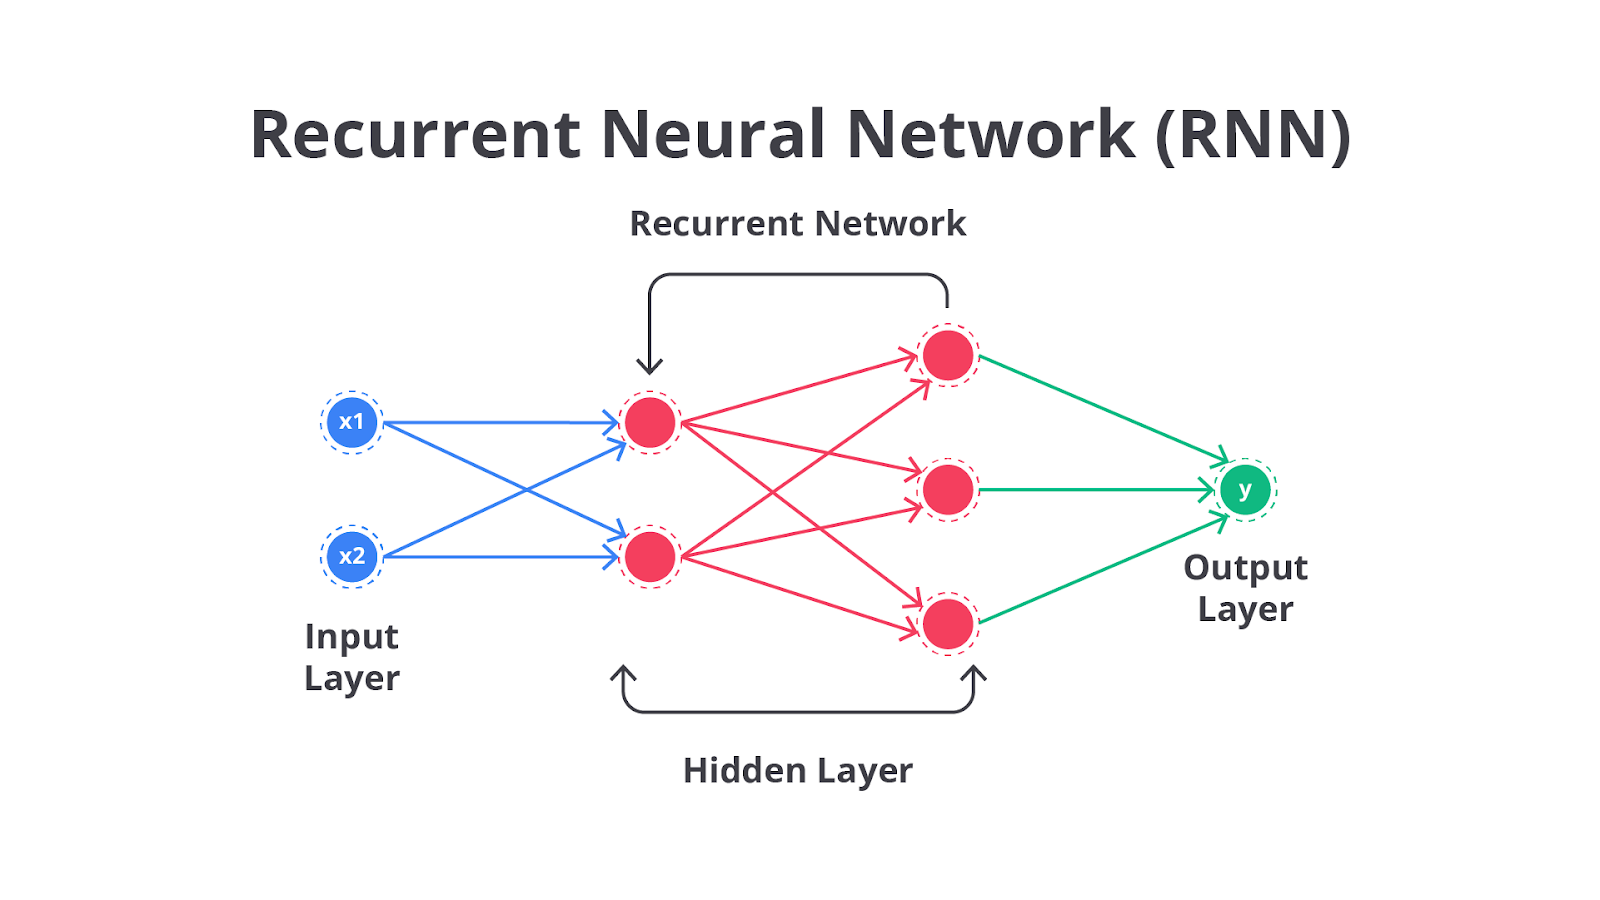 Recurrent Neural Network (RNN)
Recurrent Network
x1
x2
y
Input
Layer
Output
Layer
Hidden Layer